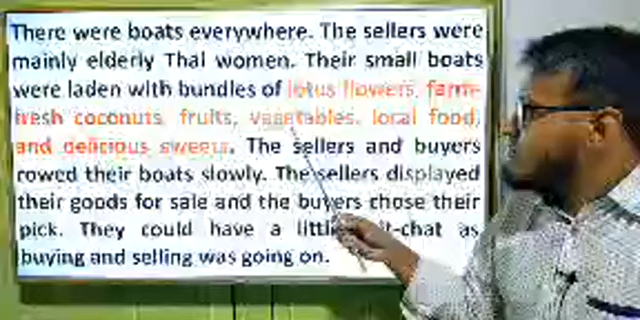 There were boats everywhere. The sellers were
mainly elderly Thai women. Their small boats
were laden with bundles of lotus flowers, farm-
fresh coconuts, fruits, vegetables, local food,
and delicious sweets. The sellers and buyers
rowed their boats slowly. The sellers displayed
their goods for sale and the buyers chose their
pick. They could have a little -chat as
buying and selling was going on.